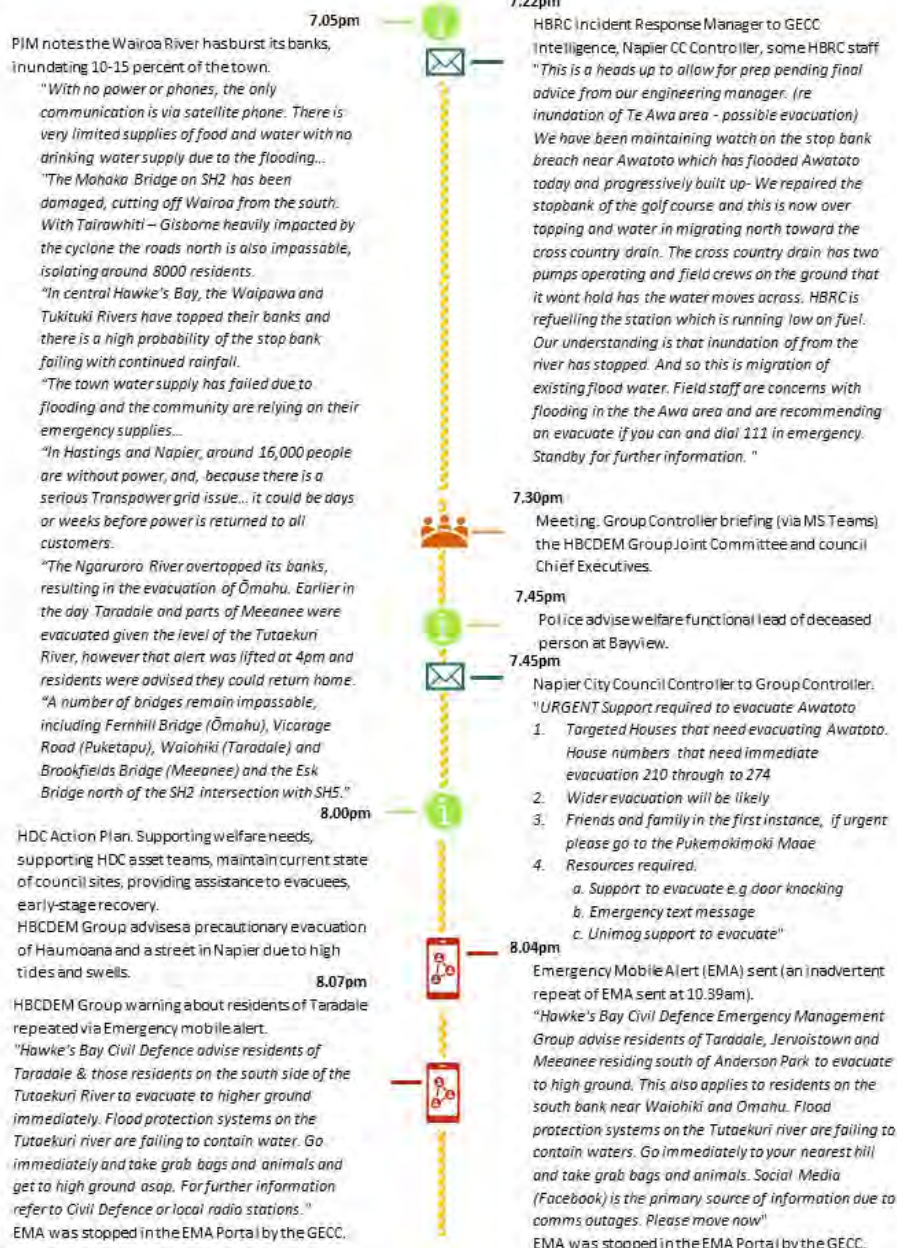 7.05pm
PIM notes the Wairoa River has burst its banks,
inundating 10-15 percent of the town.
"With no power or phones, the only
communication is via satellite phone. There is
very limited supplies of food and water with no
drinking water supply due to the flooding...
"The Mohaka Bridge on SH2 has been
damaged, cutting off Wairoa from the south.
With Tairawhiti – Gisborne heavily impacted by
the cyclone the roads north is also impassable,
isolating around 8000 residents.
"In central Hawke's Bay, the Waipawa and
Tukituki Rivers have topped their banks and
there is a high probability of the stop bank
failing with continued rainfall.
"The town water supply has failed due to
flooding and the community are relying on their
emergency supplies...
"In Hastings and Napier, around 16,000 people
are without power, and, because there is a
serious Transpower grid issue... it could be days
or weeks before power is returned to all
customers.
"The Ngaruroro River overtopped its banks,
resulting in the evacuation of Ōmahu. Earlier in
the day Taradale and parts of Meeanee were
evacuated given the level of the Tutaekuri
River, however that alert was lifted at 4pm and
residents were advised they could return home.
"A number of bridges remain impassable,
including Fernhill Bridge (Ōmahu), Vicarage
Road (Puketapu), Waiohiki (Taradale) and
Brookfields Bridge (Meeanee) and the Esk
Bridge north of the SH2 intersection with SH5."
8.00pm
HDC Action Plan. Supporting welfare needs,
supporting HDC asset teams, maintain current state
of council sites, providing assistance to evacuees,
early-stage recovery.
HBCDEM Group advises a precautionary evacuation
of Haumoana and a street in Napier due to high
tides and swells.
8.07pm
HBCDEM Group warning about residents of Taradale
repeated via Emergency mobile alert.
"Hawke's Bay Civil Defence advise residents of
Taradale & those residents on the south side of the
Tutaekuri River to evacuate to higher ground
immediately. Flood protection systems on the
Tutaekuri river are failing to contain water. Go
immediately and take grab bags and animals and
get to high ground asap. For further information
refer to Civil Defence or local radio stations."
EMA was stopped in the EMA Portal by the GECC.
7.22pm
HBRC Incident Response Manager to GECC
Intelligence, Napier CC Controller, some HBRC staff
"This is a heads up to allow for prep pending final
advice from our engineering manager. (re
inundation of Te Awa area - possible evacuation)
We have been maintaining watch on the stop bank
breach near Awatoto which has flooded Awatoto
today and progressively built up- We repaired the
stopbank of the golf course and this is now over
topping and water in migrating north toward the
cross country drain. The cross country drain has two
pumps operating and field crews on the ground that
it wont hold has the water moves across. HBRC is
refuelling the station which is running low on fuel.
Our understanding is that inundation of from the
river has stopped. And so this is migration of
existing flood water. Field staff are concerns with
flooding in the the Awa area and are recommending
an evacuate if you can and dial 111 in emergency.
Standby for further information. "
7.30pm
Meeting. Group Controller briefing (via MS Teams)
the HBCDEM Group Joint Committee and council
Chief Executives.
7.45pm
Police advise welfare functional lead of deceased
person at Bayview.
7.45pm
Napier City Council Controller to Group Controller.
"URGENT Support required to evacuate Awatoto
1. Targeted Houses that need evacuating Awatoto.
House numbers that need immediate
evacuation 210 through to 274
2. Wider evacuation will be likely
3. Friends and family in the first instance, if urgent
please go to the Pukemokimoki Maae
4. Resources required.
a. Support to evacuate e.g door knocking
b. Emergency text message
c. Unimog support to evacuate"
8.04pm
Emergency Mobile Alert (EMA) sent (an inadvertent
repeat of EMA sent at 10.39am).
"Hawke's Bay Civil Defence Emergency Management
Group advise residents of Taradale, Jervoistown and
Meeanee residing south of Anderson Park to evacuate
to high ground. This also applies to residents on the
south bank near Waiohiki and Omahu. Flood
protection systems on the Tutaekuri river are failing to
contain waters. Go immediately to your nearest hill
and take grab bags and animals. Social Media
(Facebook) is the primary source of information due to
comms outages. Please move now"
EMA was stopped in the EMA Portal by the GECC.